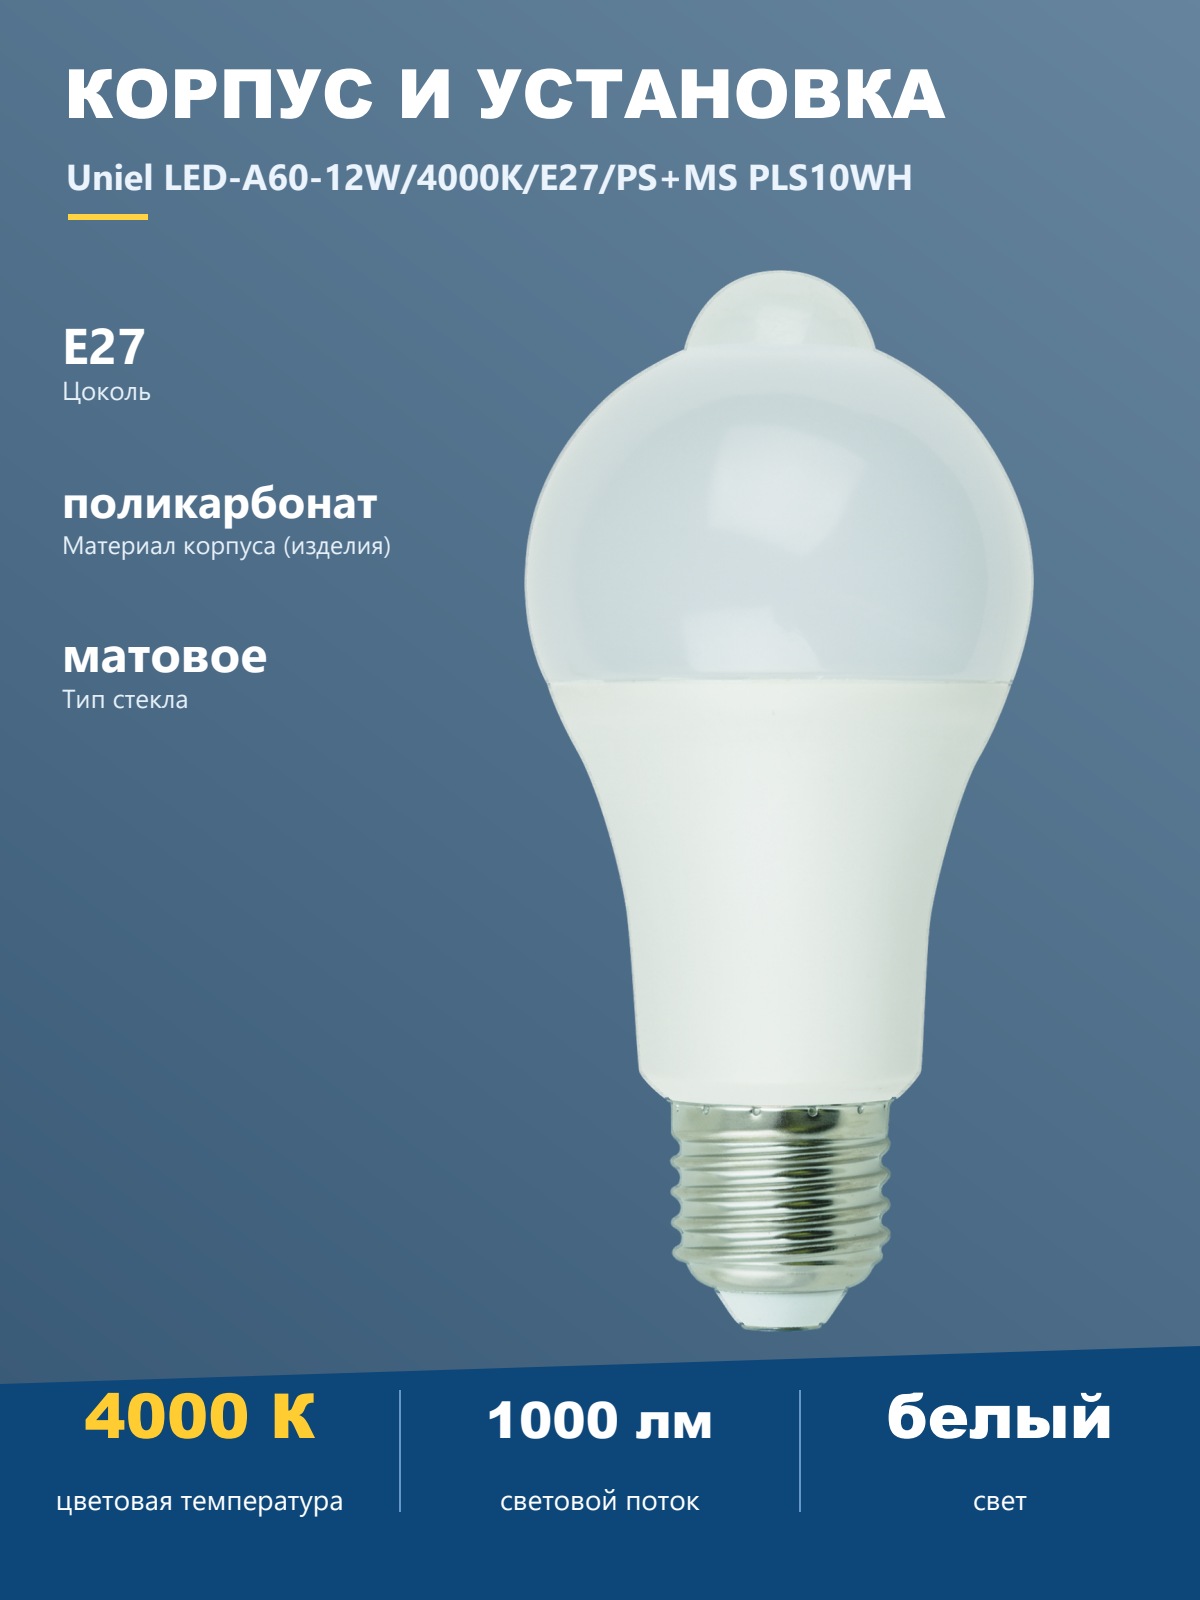 КОРПУС И УСТАНОВКА
Uniel LED-A60-12W/4000K/E27/PS+MS PLS10WH
E27
Цоколь
поликарбонат
Материал корпуса (изделия)
матовое
Тип стекла
4000 К
цветовая температура
1000 лм
световой поток
белый
свет